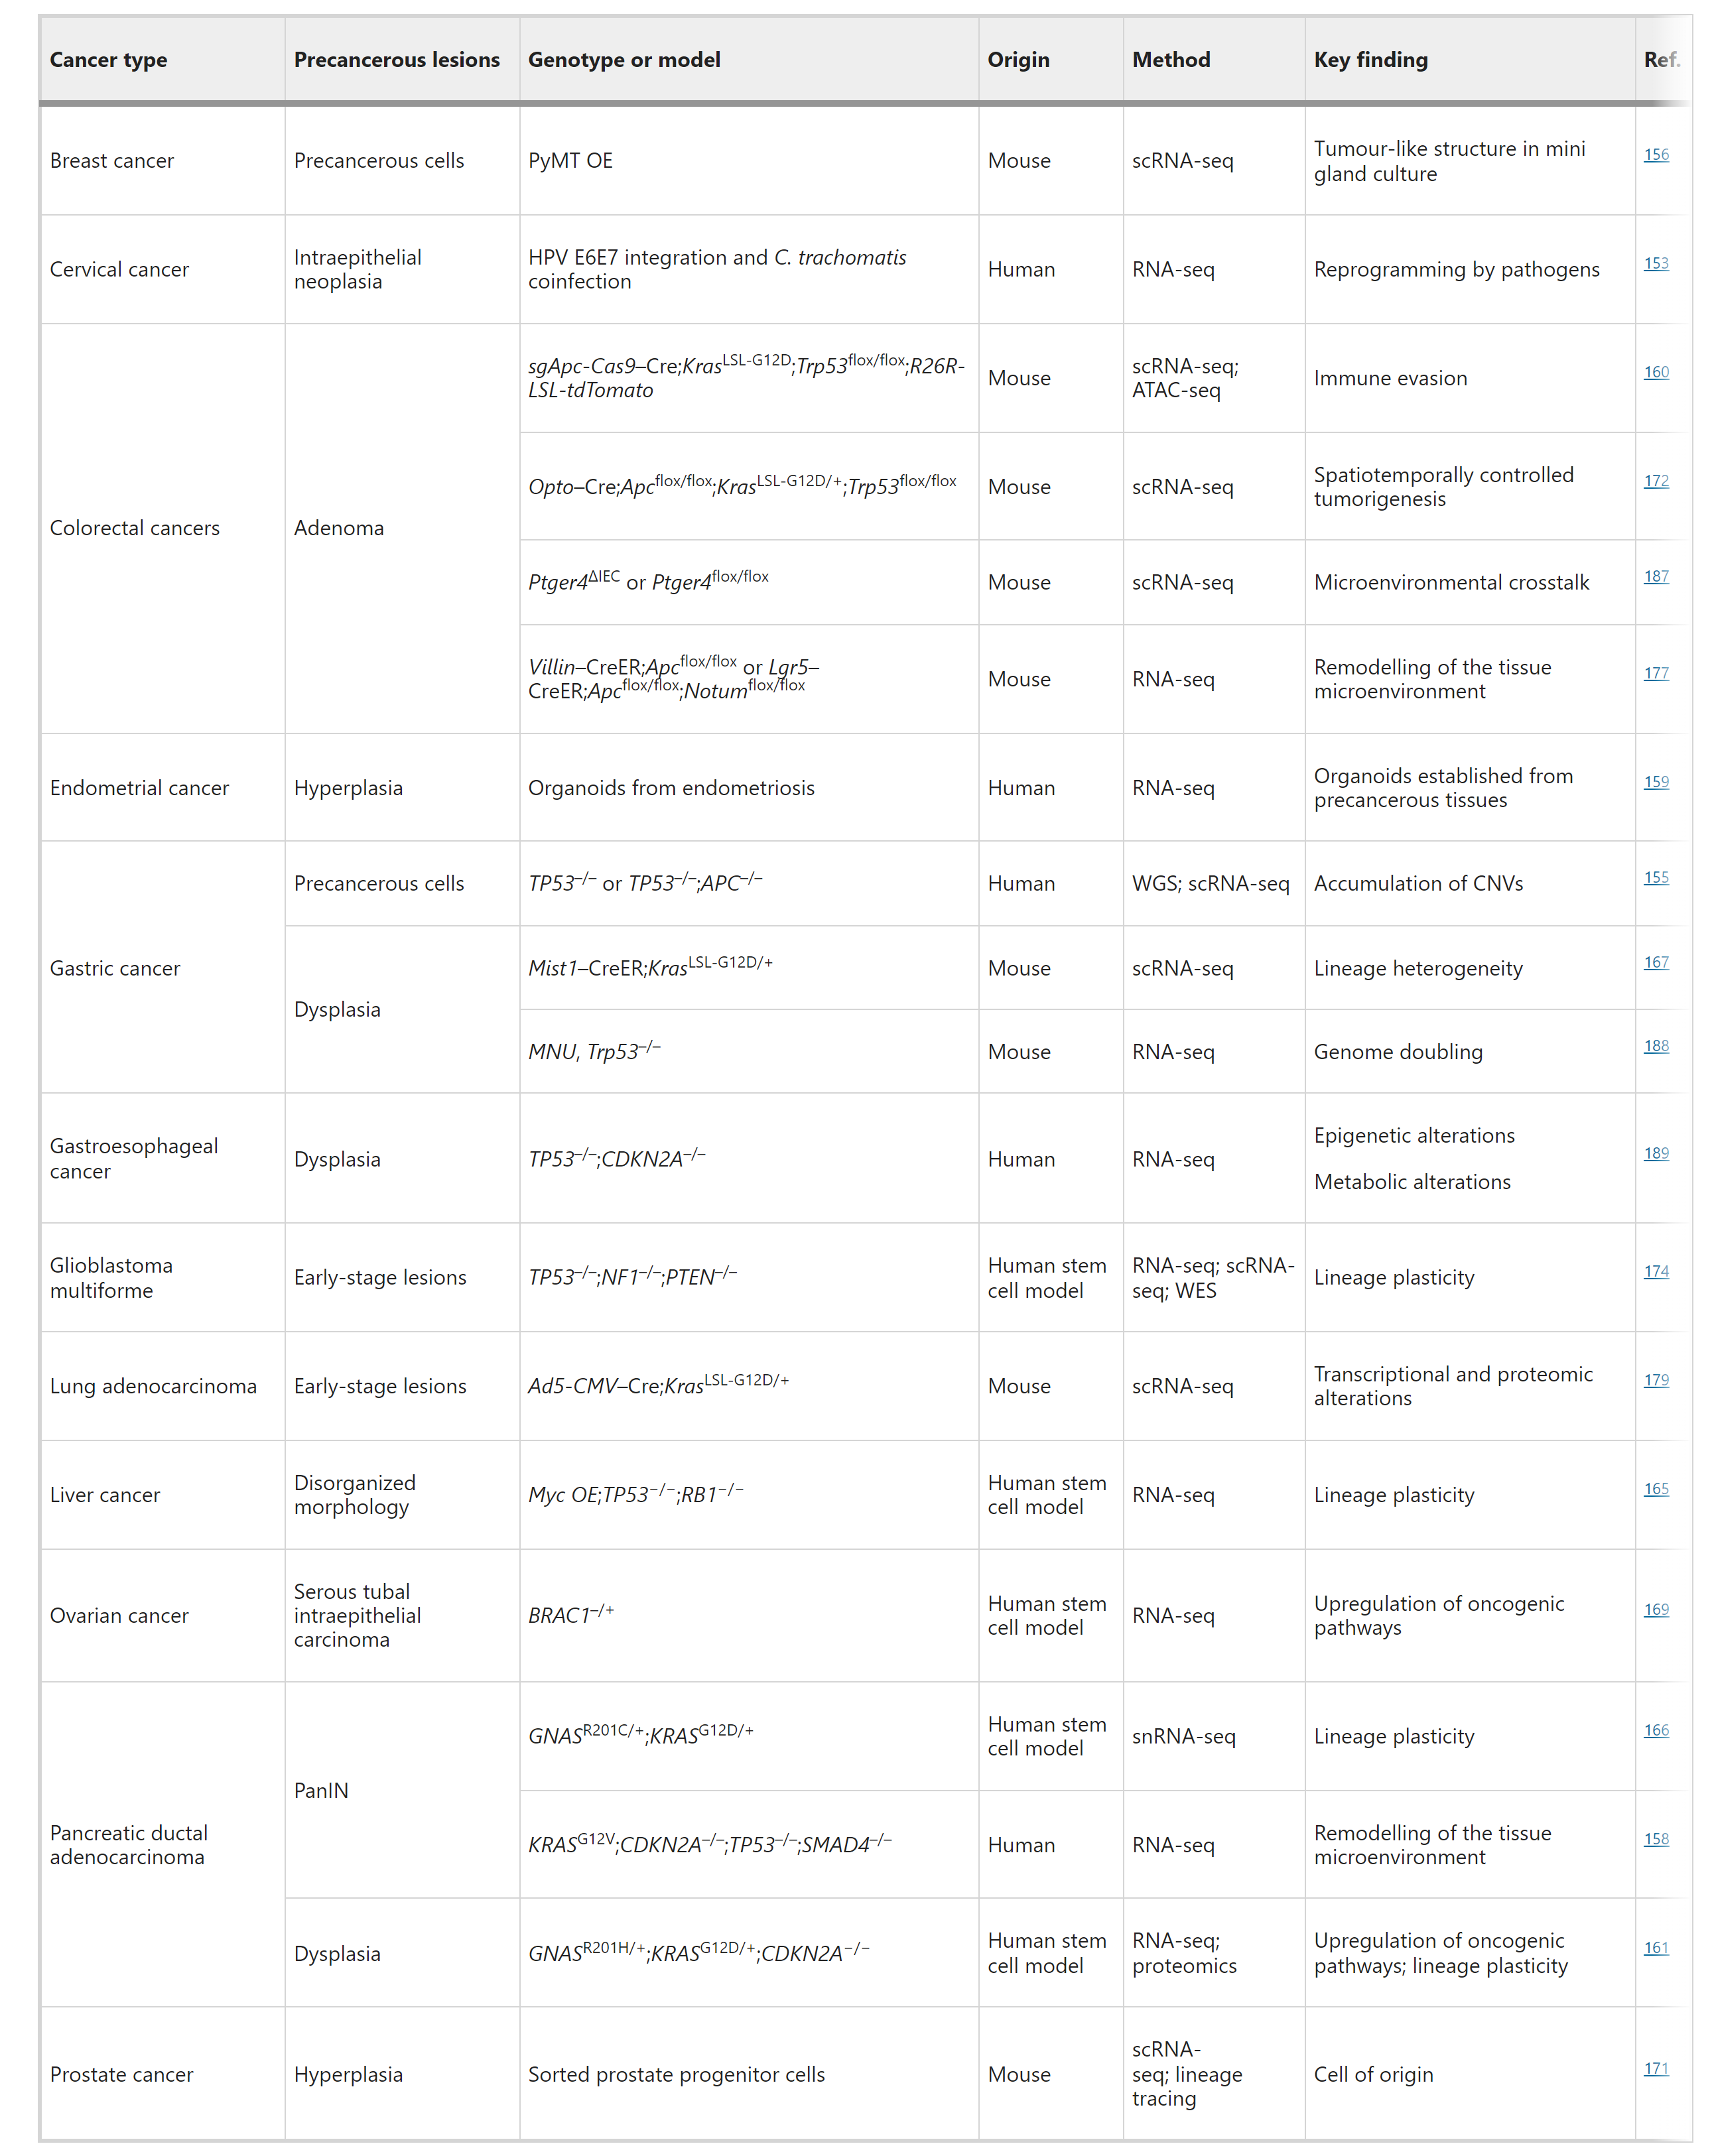 Cancer type Precancerous lesions Genotype or model Origin Method Key finding Ref.
Breast cancer Precancerous cells PyMT OE Mouse scRNA-seq Tumour-like structure in mini
gland culture 156
Cervical cancer Intraepithelial
neoplasia HPV E6E7 integration and C. trachomatis
coinfection Human RNA-seq Reprogramming by pathogens 153
Colorectal cancers Adenoma sgApc-Cas9–Cre;Kras^LSL-G12D;Trp53^flox/flox;R26R-
LSL-tdTomato Mouse scRNA-seq;
ATAC-seq Immune evasion 160
Opto–Cre;Apc^flox/flox;Kras^LSL-G12D/+;Trp53^flox/flox Mouse scRNA-seq Spatiotemporally controlled
tumorigenesis 172
Ptger4^ΔIEC or Ptger4^flox/flox Mouse scRNA-seq Microenvironmental crosstalk 187
Villin–CreER;Apc^flox/flox or Lgr5–
CreER;Apc^flox/flox;Notum^flox/flox Mouse RNA-seq Remodelling of the tissue
microenvironment 177
Endometrial cancer Hyperplasia Organoids from endometriosis Human RNA-seq Organoids established from
precancerous tissues 159
Gastric cancer Precancerous cells TP53^–/– or TP53^–/–;APC^–/– Human WGS; scRNA-seq Accumulation of CNVs 155
Dysplasia Mist1–CreER;Kras^LSL-G12D/+ Mouse scRNA-seq Lineage heterogeneity 167
MNU, Trp53^–/– Mouse RNA-seq Genome doubling 188
Gastroesophageal
cancer Dysplasia TP53^–/–;CDKN2A^–/– Human RNA-seq Epigenetic alterations
Metabolic alterations 189
Glioblastoma
multiforme Early-stage lesions TP53^–/–;NF1^–/–;PTEN^–/– Human stem
cell model RNA-seq; scRNA-
seq; WES Lineage plasticity 174
Lung adenocarcinoma Early-stage lesions Ad5-CMV–Cre;Kras^LSL-G12D/+ Mouse scRNA-seq Transcriptional and proteomic
alterations 179
Liver cancer Disorganized
morphology Myc OE;TP53^−/−;RB1^−/− Human stem
cell model RNA-seq Lineage plasticity 165
Ovarian cancer Serous tubal
intraepithelial
carcinoma BRAC1^–/+ Human stem
cell model RNA-seq Upregulation of oncogenic
pathways 169
Pancreatic ductal
adenocarcinoma PanIN GNAS^R201C/+;KRAS^G12D/+ Human stem
cell model snRNA-seq Lineage plasticity 166
KRAS^G12V;CDKN2A^–/–;TP53^–/–;SMAD4^–/– Human RNA-seq Remodelling of the tissue
microenvironment 158
Dysplasia GNAS^R201H/+;KRAS^G12D/+;CDKN2A^−/− Human stem
cell model RNA-seq;
proteomics Upregulation of oncogenic
pathways; lineage plasticity 161
Prostate cancer Hyperplasia Sorted prostate progenitor cells Mouse scRNA-
seq; lineage
tracing Cell of origin 171